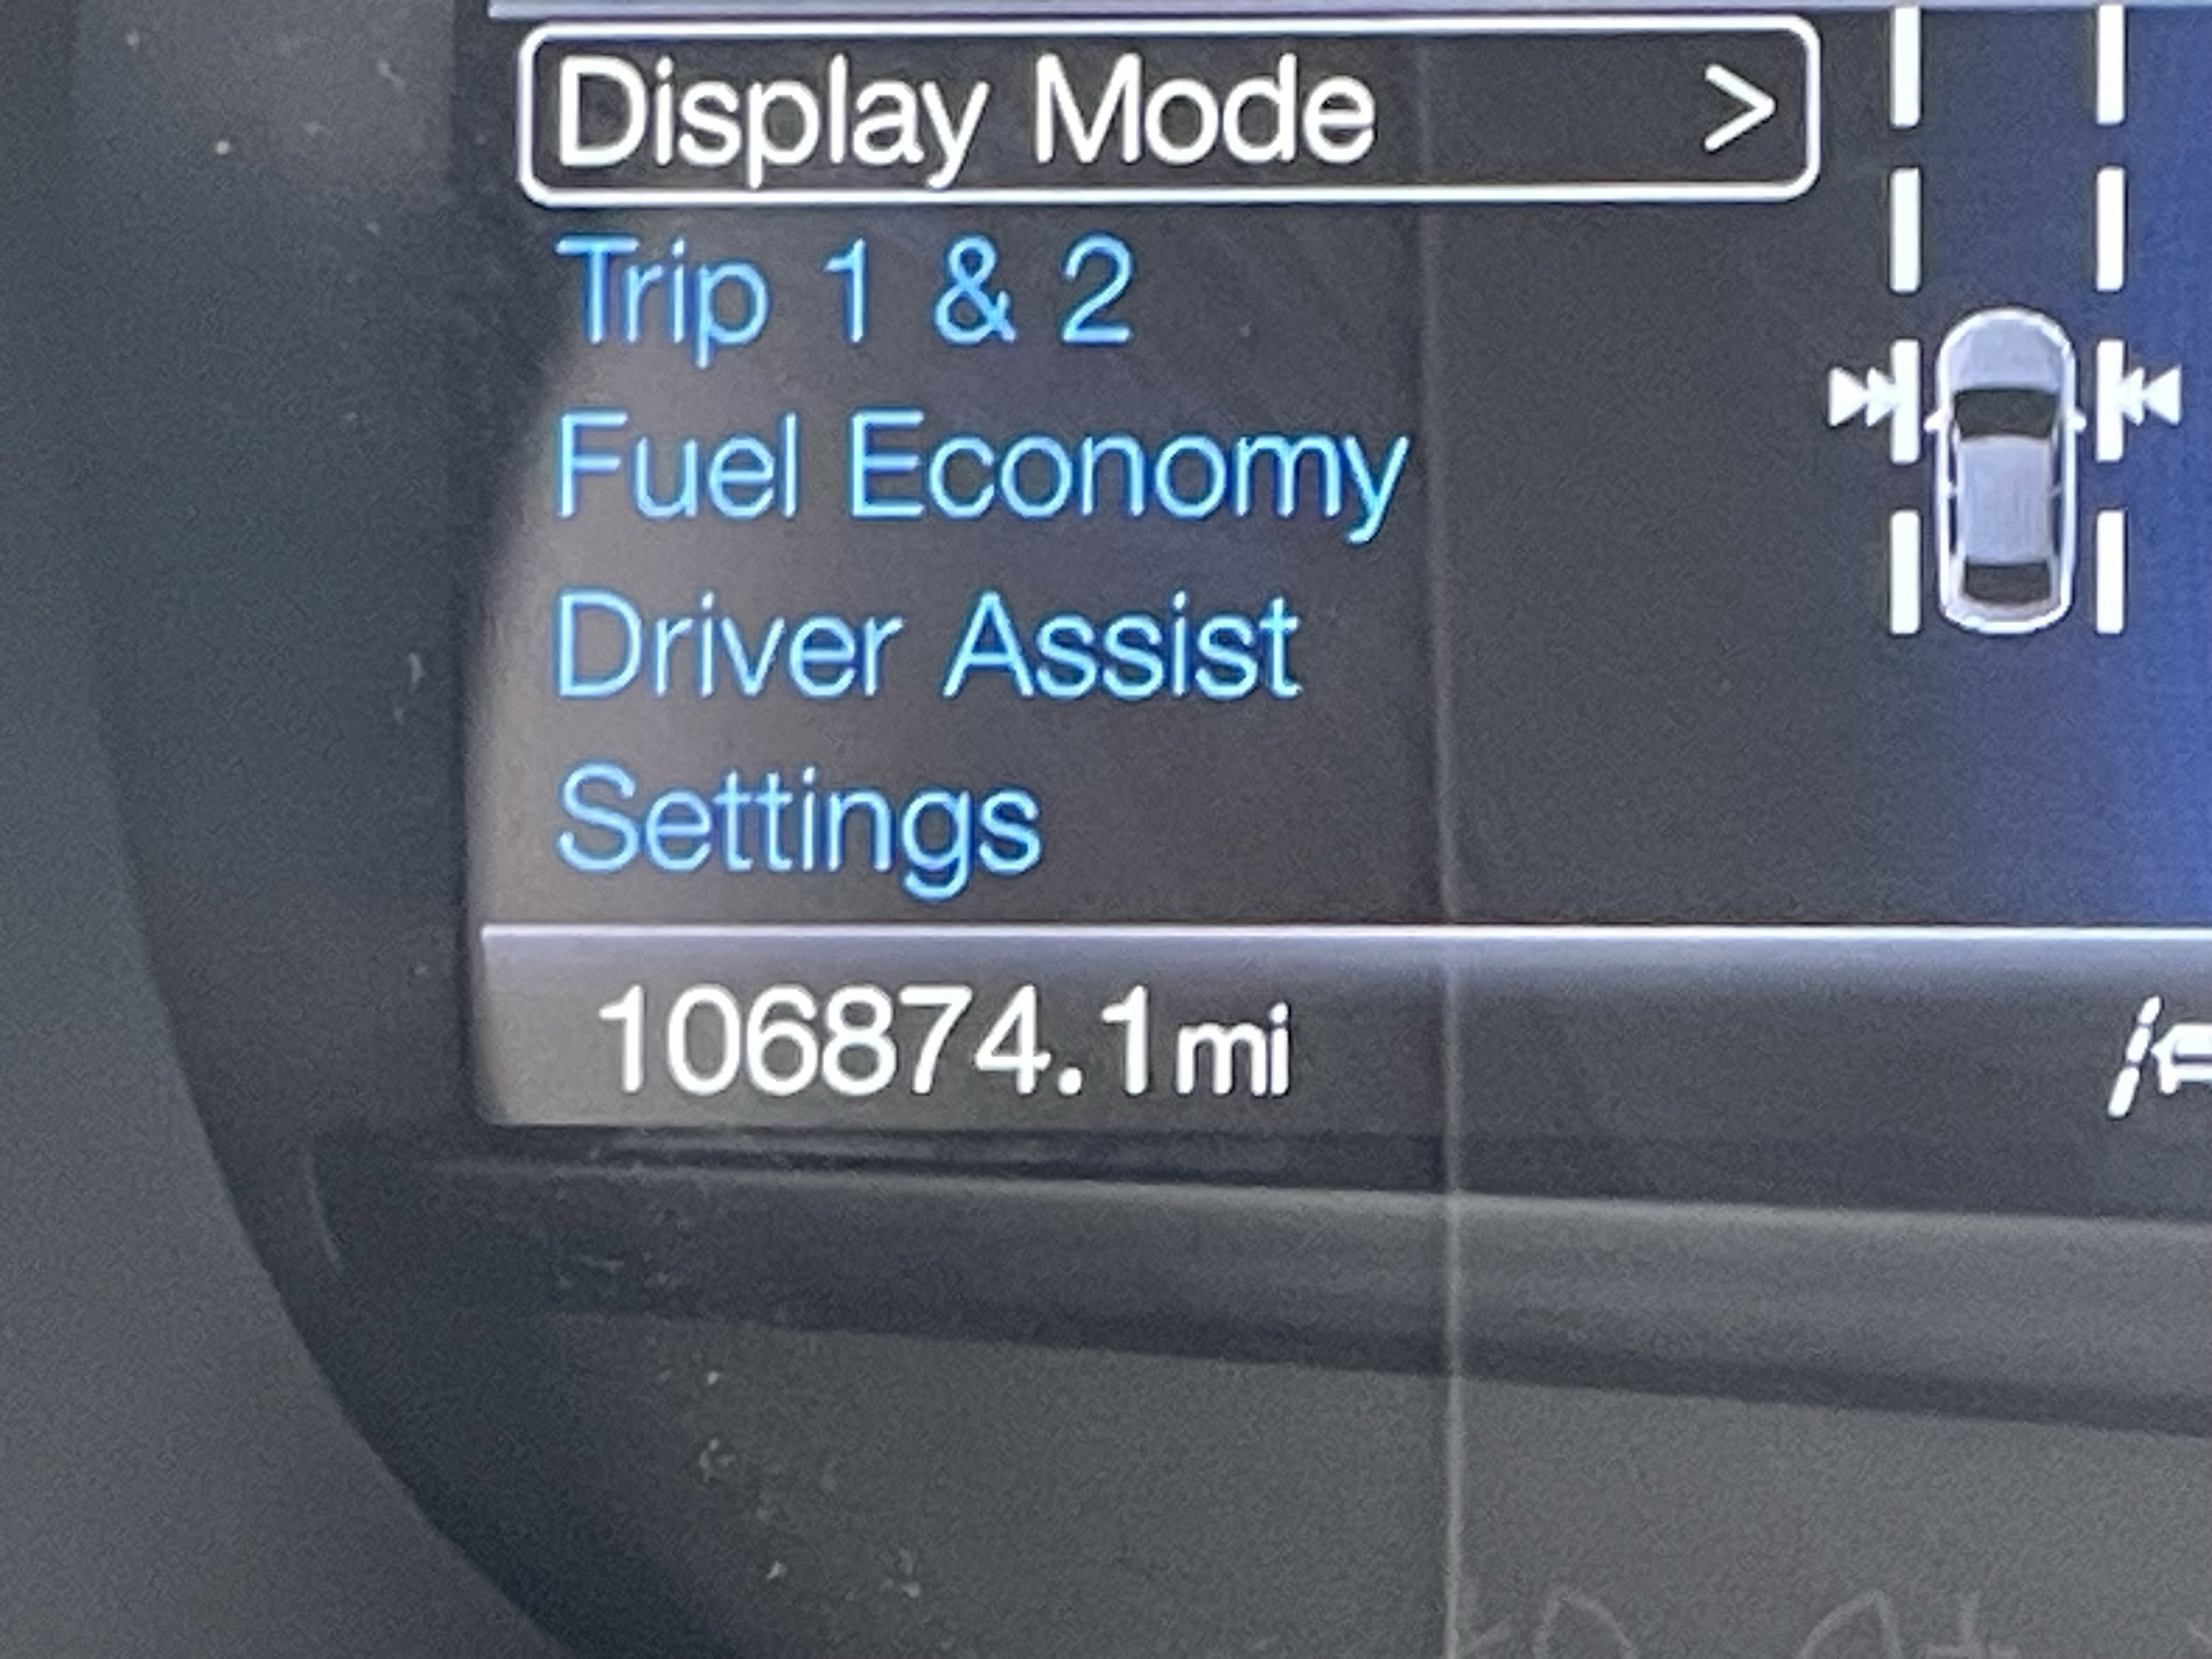 Display Mode >
Trip 1 & 2
Fuel Economy
Driver Assist
Settings
106874.1mi